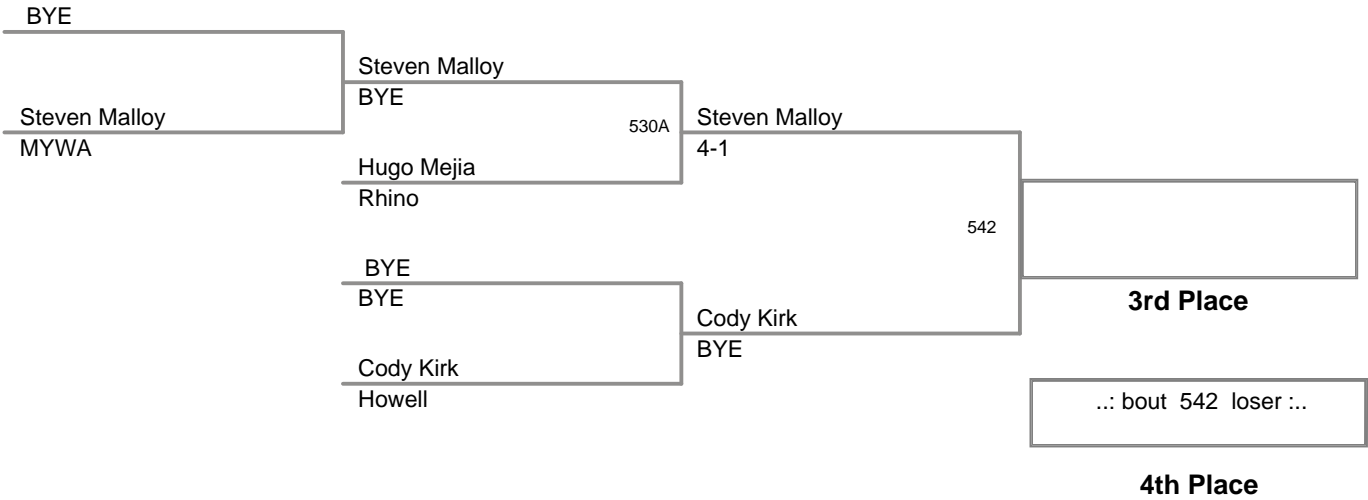 BYE
Steven Malloy
MYWA
Steven Malloy
BYE
530A
Hugo Mejia
Rhino
BYE
BYE
Cody Kirk
Howell
Steven Malloy
4-1
542
Cody Kirk
BYE
3rd Place
..: bout 542 loser :..
4th Place